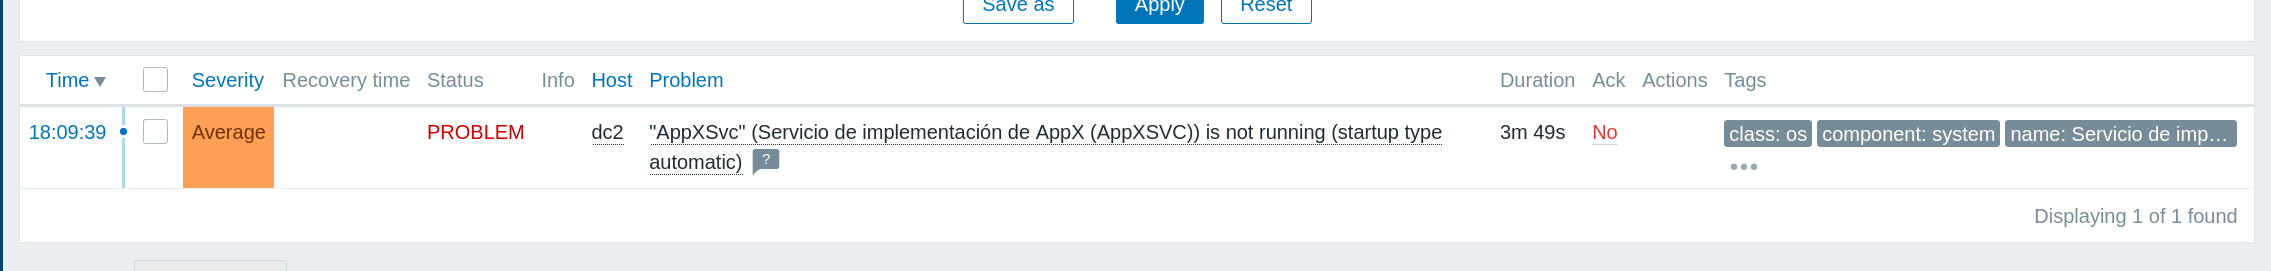 Save as Apply Reset
Time Severity Recovery time Status Info Host Problem Duration Ack Actions Tags
18:09:39 Average PROBLEM dc2 "AppXSvc" (Servicio de implementación de AppX (AppXSVC)) is not running (startup type 3m 49s No class: os component: system name: Servicio de imp…
automatic) ?
Displaying 1 of 1 found